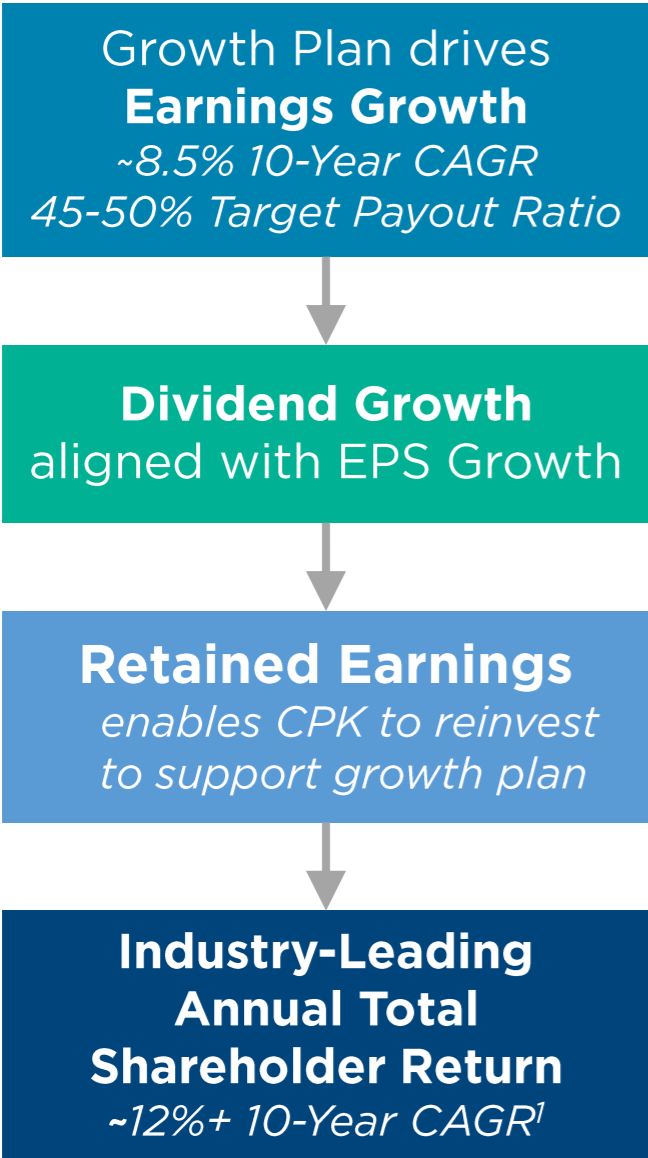 Growth Plan drives
Earnings Growth
~8.5% 10-Year CAGR
45-50% Target Payout Ratio
Dividend Growth
aligned with EPS Growth
Retained Earnings
enables CPK to reinvest
to support growth plan
Industry-Leading
Annual Total
Shareholder Return
~12%+ 10-Year CAGR¹